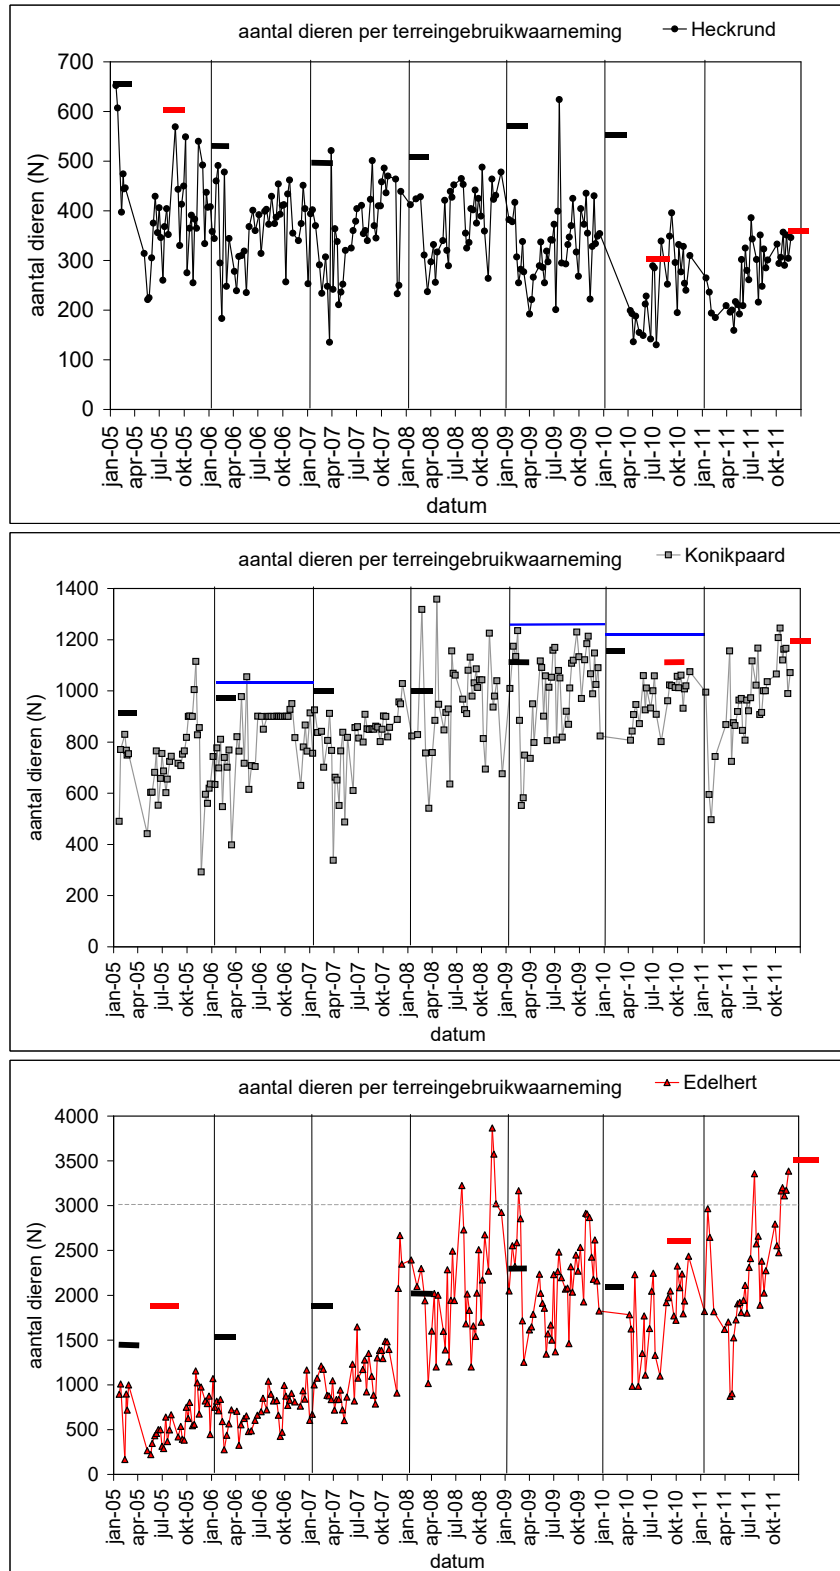 aantal dieren per terreingebruikwaarneming
Heckrund
aantal dieren (N)
700
600
500
400
300
200
100
0
jan-05
apr-05
jul-05
okt-05
jan-06
apr-06
jul-06
okt-06
jan-07
apr-07
jul-07
okt-07
jan-08
apr-08
jul-08
okt-08
jan-09
apr-09
jul-09
okt-09
jan-10
apr-10
jul-10
okt-10
jan-11
apr-11
jul-11
okt-11
datum
aantal dieren per terreingebruikwaarneming
Konikpaard
aantal dieren (N)
1400
1200
1000
800
600
400
200
0
jan-05
apr-05
jul-05
okt-05
jan-06
apr-06
jul-06
okt-06
jan-07
apr-07
jul-07
okt-07
jan-08
apr-08
jul-08
okt-08
jan-09
apr-09
jul-09
okt-09
jan-10
apr-10
jul-10
okt-10
jan-11
apr-11
jul-11
okt-11
datum
aantal dieren per terreingebruikwaarneming
Edelhert
aantal dieren (N)
4000
3500
3000
2500
2000
1500
1000
500
0
jan-05
apr-05
jul-05
okt-05
jan-06
apr-06
jul-06
okt-06
jan-07
apr-07
jul-07
okt-07
jan-08
apr-08
jul-08
okt-08
jan-09
apr-09
jul-09
okt-09
jan-10
apr-10
jul-10
okt-10
jan-11
apr-11
jul-11
okt-11
datum